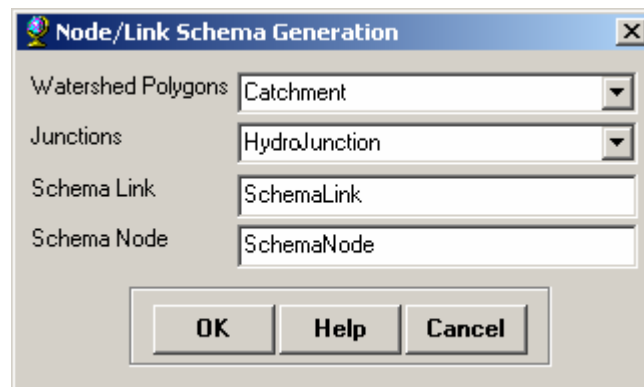 Node/Link Schema Generation
Watershed Polygons Catchment
Junctions HydroJunction
Schema Link SchemaLink
Schema Node SchemaNode
OK Help Cancel